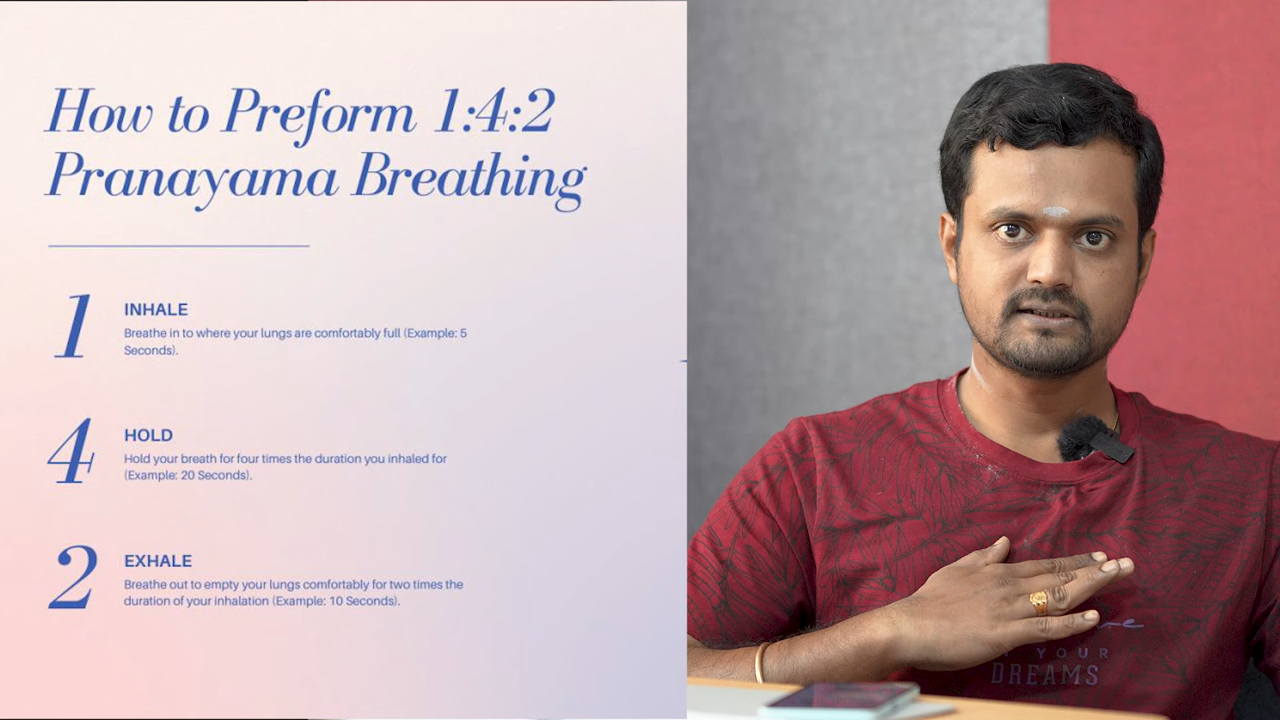 How to Preform 1:4:2
Pranayama Breathing
1
INHALE
Breathe in to where your lungs are comfortably full (Example: 5
Seconds).
4
HOLD
Hold your breath for four times the duration you inhaled for
(Example: 20 Seconds).
2
EXHALE
Breathe out to empty your lungs comfortably for two times the
duration of your inhalation (Example: 10 Seconds).
YOUR
DREAMS